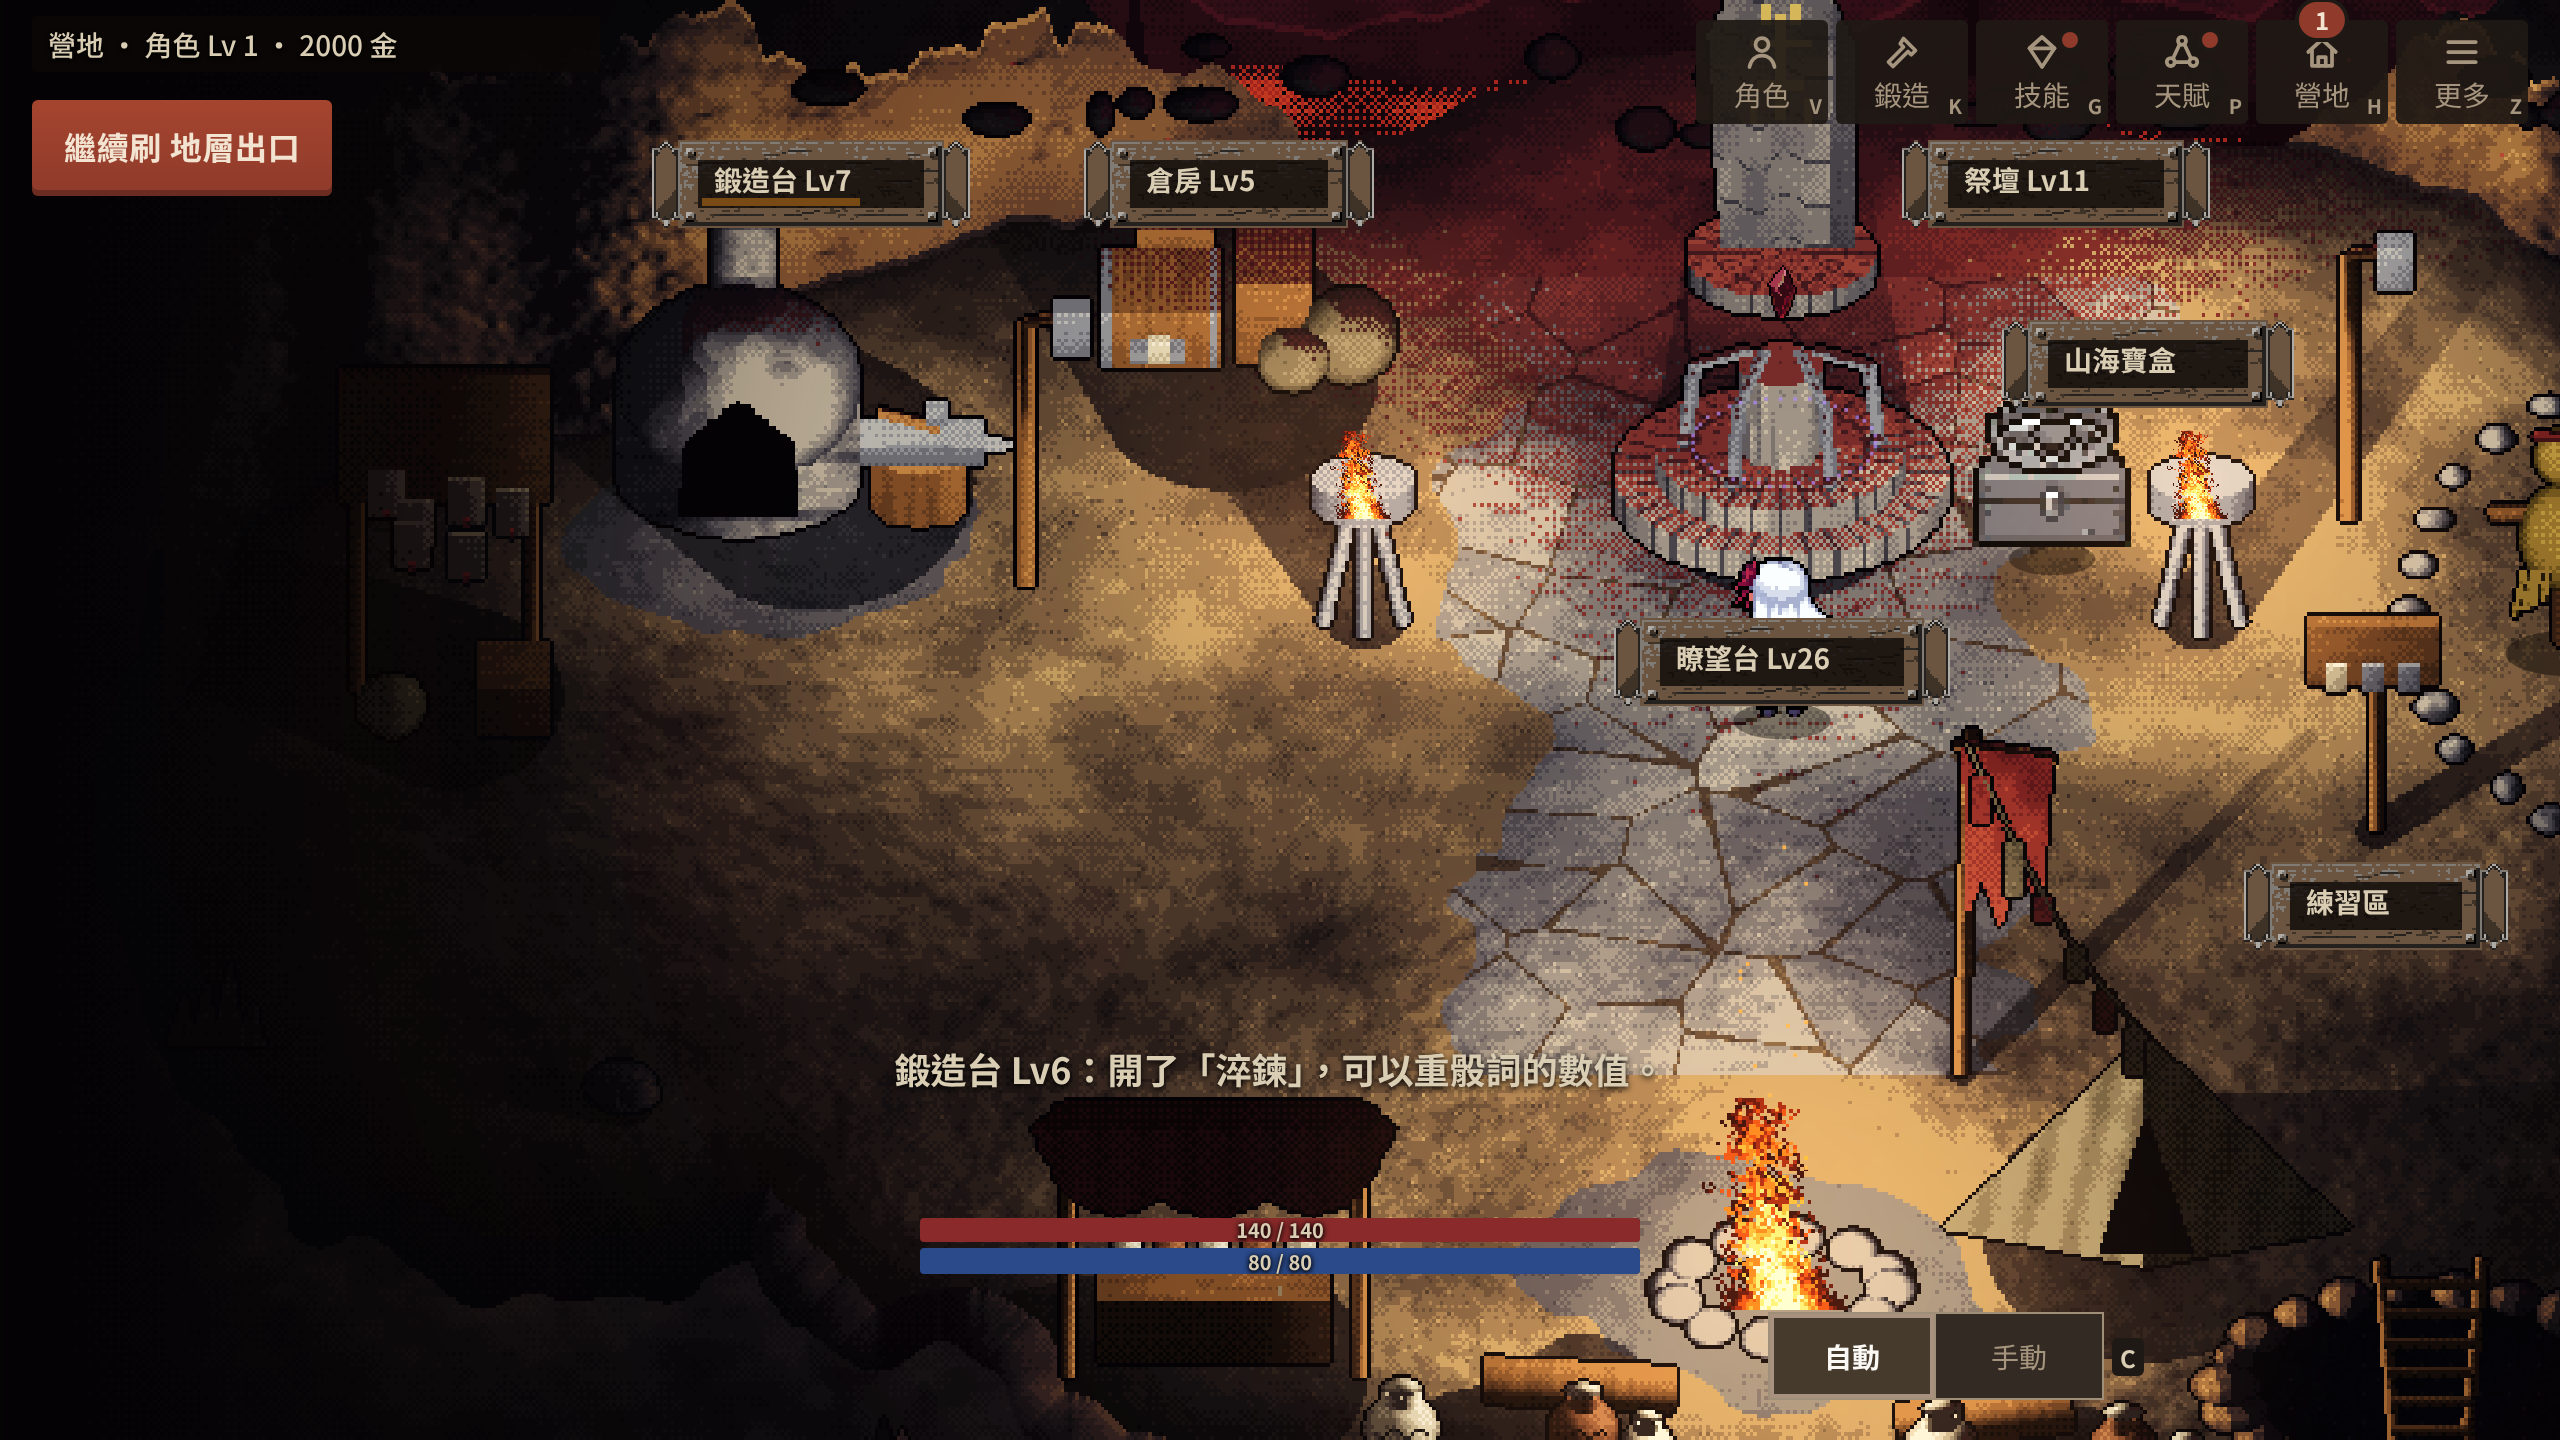 營地 • 角色 Lv 1 • 2000 金
繼續刷 地層出口
角色 V
鍛造 K
技能 G
天賦 P
1
營地 H
更多 Z
鍛造台 Lv7
倉房 Lv5
祭壇 Lv11
山海寶盒
瞭望台 Lv26
練習區
鍛造台 Lv6：開了「淬鍊」，可以重骰詞的數值。
140 / 140
80 / 80
自動
手動
C